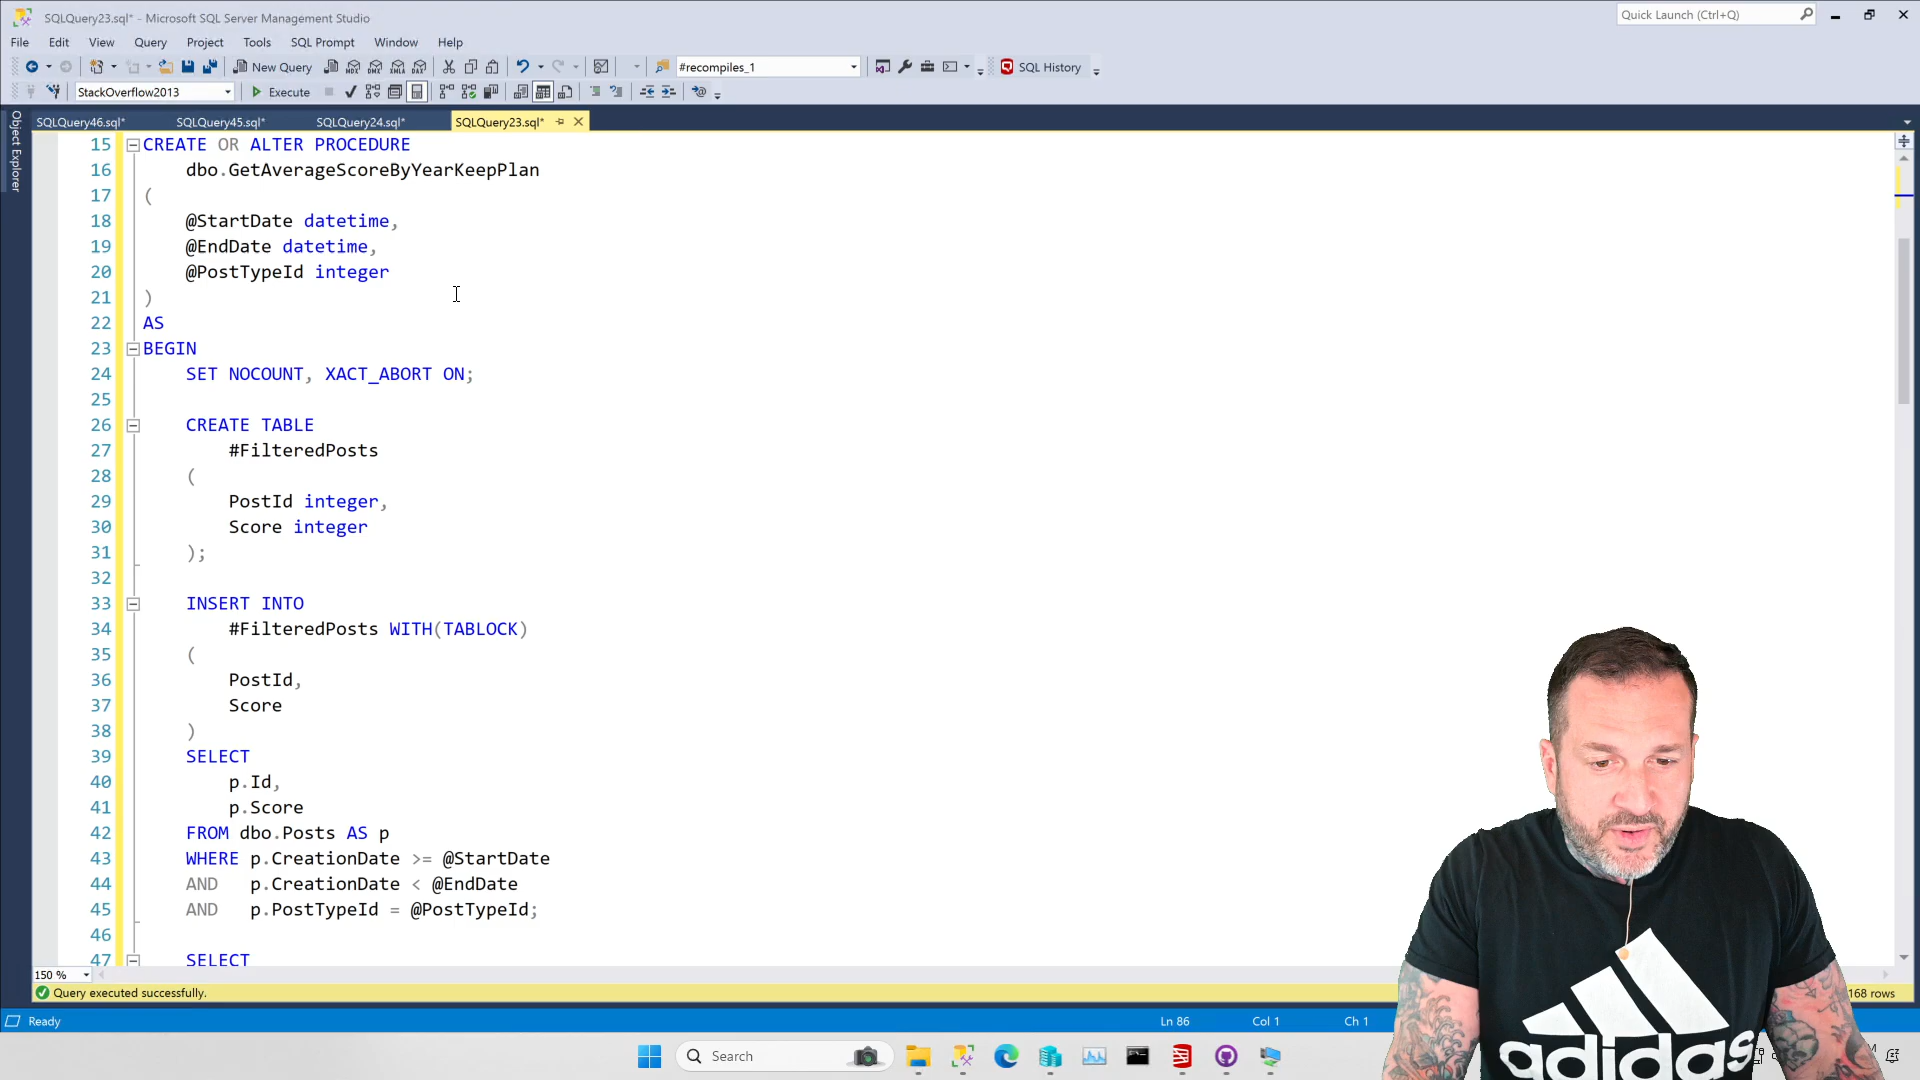 SQLQuery23.sql* - Microsoft SQL Server Management Studio
Quick Launch (Ctrl+Q)
File Edit View Query Project Tools Window SQL Prompt Help
New Query #recompiles_1 SQL History
StackOverflow2013 Execute
Object Explorer
SQLQuery46.sql* SQLQuery45.sql* SQLQuery24.sql* SQLQuery23.sql*
15 CREATE OR ALTER PROCEDURE
16 dbo.GetAverageScoreByYearKeepPlan
17 (
18 @StartDate datetime,
19 @EndDate datetime,
20 @PostTypeId integer
21 )
22 AS
23 BEGIN
24 SET NOCOUNT, XACT_ABORT ON;
25
26 CREATE TABLE
27 #FilteredPosts
28 (
29 PostId integer,
30 Score integer
31 );
32
33 INSERT INTO
34 #FilteredPosts WITH(TABLOCK)
35 (
36 PostId,
37 Score
38 )
39 SELECT
40 p.Id,
41 p.Score
42 FROM dbo.Posts AS p
43 WHERE p.CreationDate >= @StartDate
44 AND p.CreationDate < @EndDate
45 AND p.PostTypeId = @PostTypeId;
46
47 SELECT
150 %
Query executed successfully. 168 rows
Ready Ln 86 Col 1 Ch 1
Search
adidas